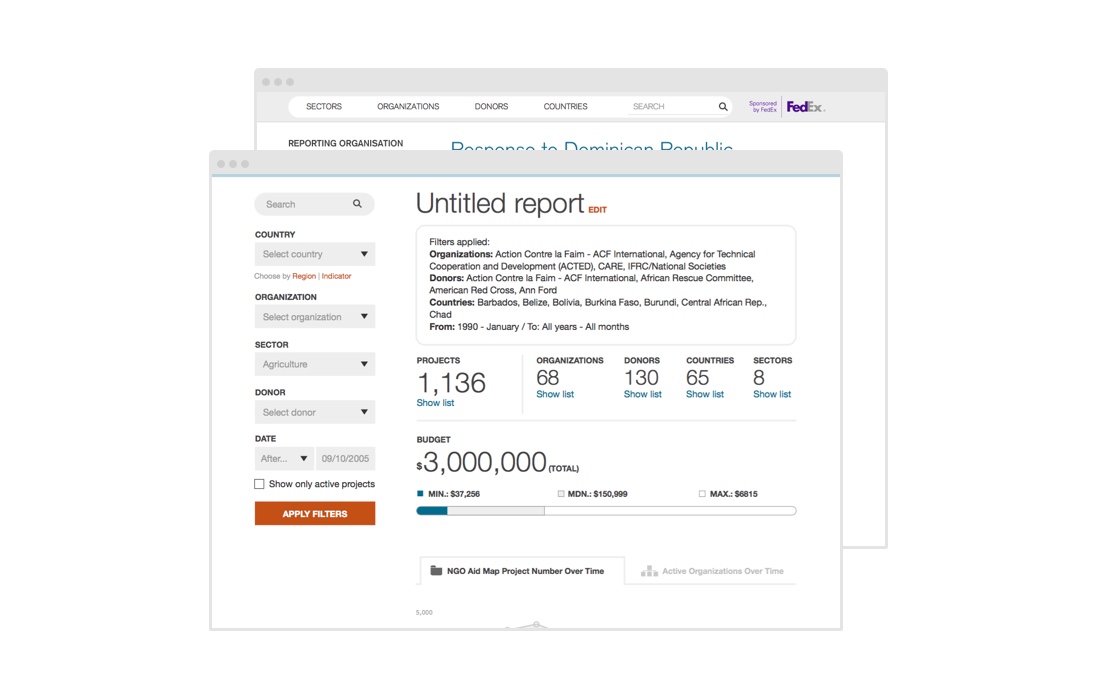 SECTORS ORGANIZATIONS DONORS COUNTRIES SEARCH Sponsored by FedEx FedEx
REPORTING ORGANISATION
Response to Dominican Republic
Search
Untitled report EDIT
COUNTRY
Select country
Choose by Region | Indicator
ORGANIZATION
Select organization
SECTOR
Agriculture
DONOR
Select donor
DATE
After... 09/10/2005
Show only active projects
APPLY FILTERS
Filters applied:
Organizations: Action Contre la Faim - ACF International, Agency for Technical
Cooperation and Development (ACTED), CARE, IFRC/National Societies
Donors: Action Contre la Faim - ACF International, African Rescue Committee,
American Red Cross, Ann Ford
Countries: Barbados, Belize, Bolivia, Burkina Faso, Burundi, Central African Rep.,
Chad
From: 1990 - January / To: All years - All months
PROJECTS ORGANIZATIONS DONORS COUNTRIES SECTORS
1,136 68 130 65 8
Show list Show list Show list Show list Show list
BUDGET
$3,000,000 (TOTAL)
MIN.: $37,256 MDN.: $150,999 MAX.: $6815
NGO Aid Map Project Number Over Time Active Organizations Over Time
5,000